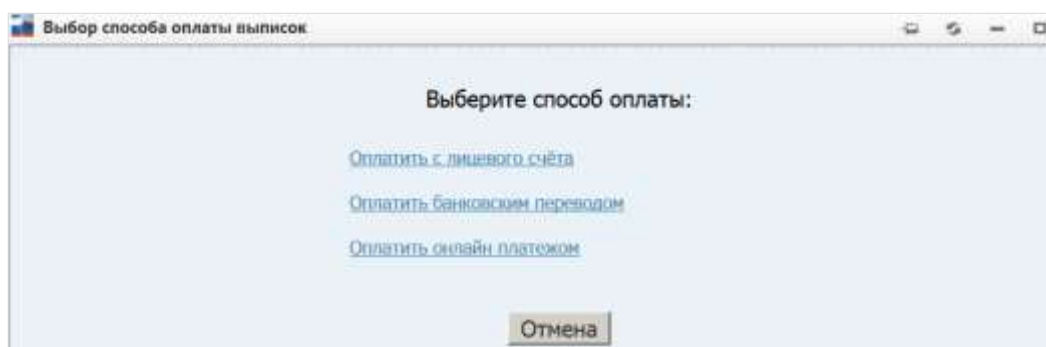 Выбор способа оплаты выписок
Выберите способ оплаты:
Оплатить с лицевого счёта
Оплатить банковским переводом
Оплатить онлайн платежом
Отмена